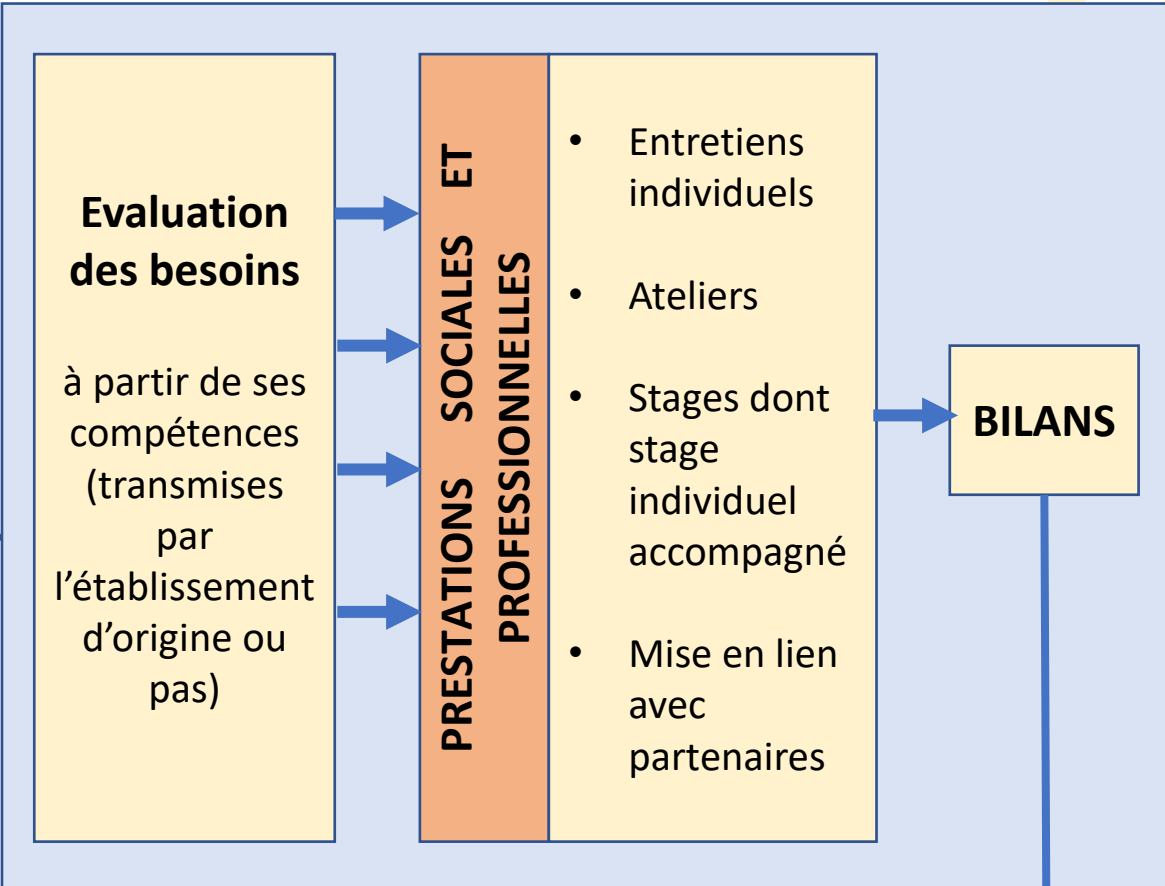 Evaluation
des besoins
à partir de ses
compétences
(transmises
par
l'établissement
d'origine ou
pas)
PRESTATIONS SOCIALES ET
PROFESSIONNELLES
• Entretiens
individuels
• Ateliers
• Stages dont
stage
individuel
accompagné
• Mise en lien
avec
partenaires
BILANS